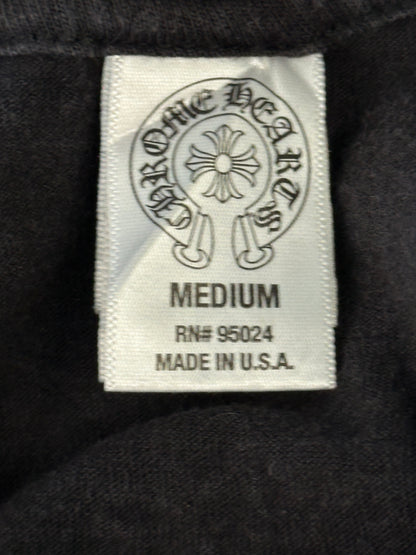 CHROME HEARTS
MEDIUM
RN# 95024
MADE IN U.S.A.